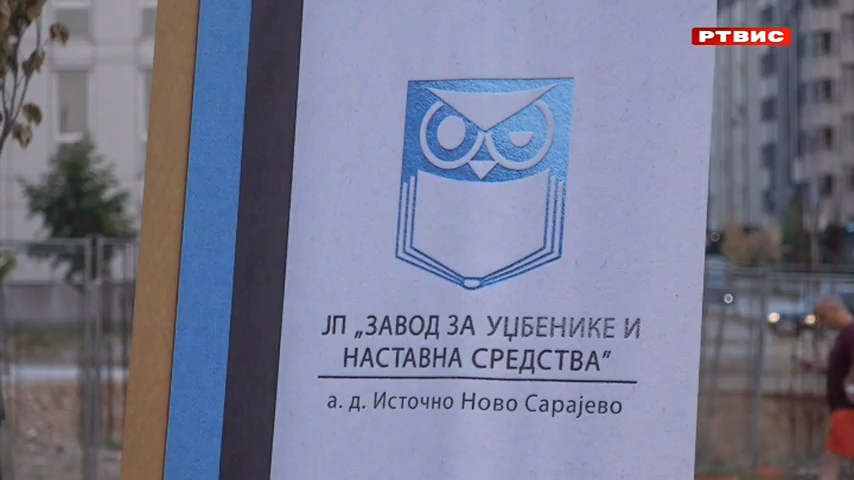 РТВИС
ЈП „ЗАВОД ЗА УЏБЕНИКЕ И
НАСТАВНА СРЕДСТВА”
а. д. Источно Ново Сарајево